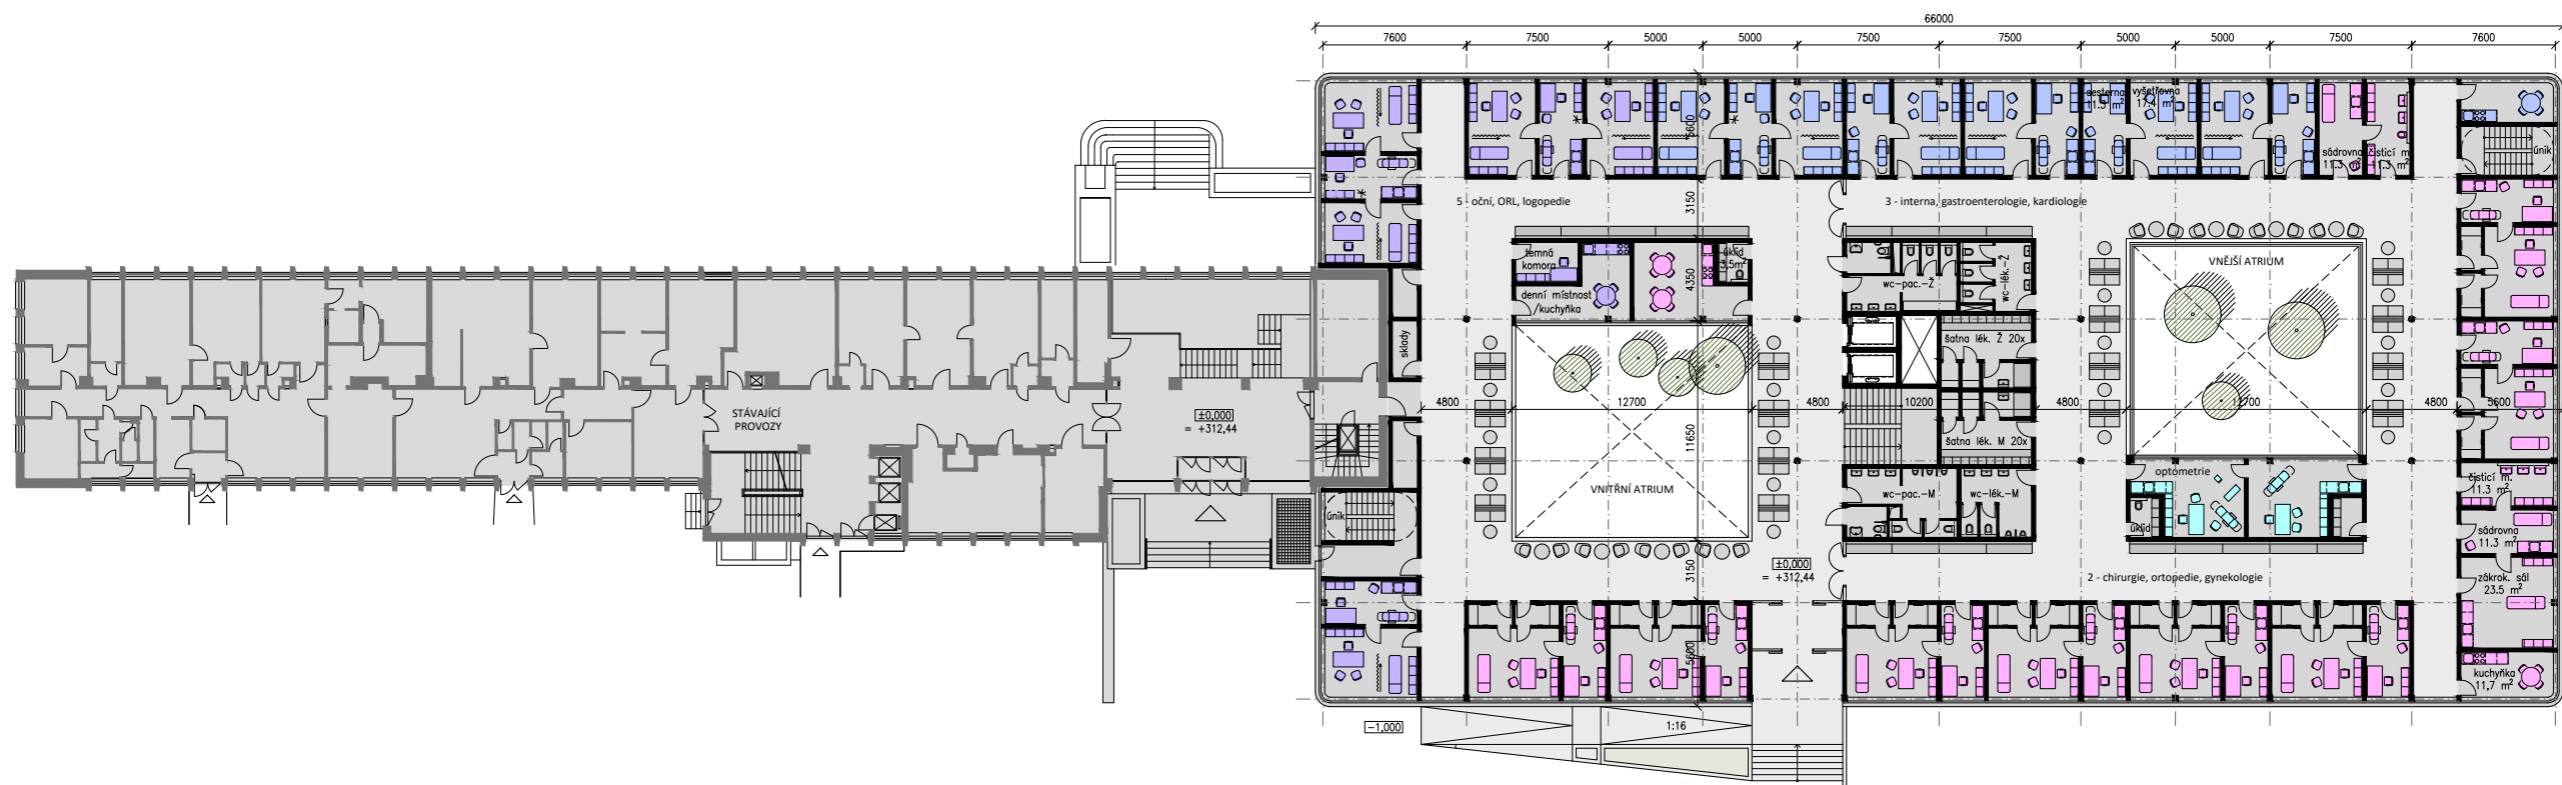 66000
7600 7500 5000 5000 7500 7500 5000 5000 7500 7600
sesterna
11.3 m²
vyšetřovna
17.4 m²
5600
sádrovna
11.3 m²
čisticí m.
11.3 m²
únik
5 - oční, ORL, logopedie
3150
3 - interna, gastroenterologie, kardiologie
temná
komora
úklid
3,5m²
denní místnost
/kuchyňka
4350
wc-pac.-Ž
wc-lék.-Ž
VNĚJŠÍ ATRIUM
sklady
šatna lék. Ž 20x
STÁVAJÍCÍ
PROVOZY
±0,000
= +312,44
4800 12700 4800 10200 4800 12700 4800 5600
11650
šatna lék. M 20x
VNITŘNÍ ATRIUM
wc-pac.-M
wc-lék.-M
optometrie
úklid
čisticí m.
11.3 m²
únik
sádrovna
11.3 m²
±0,000
= +312,44
3150
2 - chirurgie, ortopedie, gynekologie
zákrok. sál
23.5 m²
5600
kuchyňka
11,7 m²
-1,000
1:16